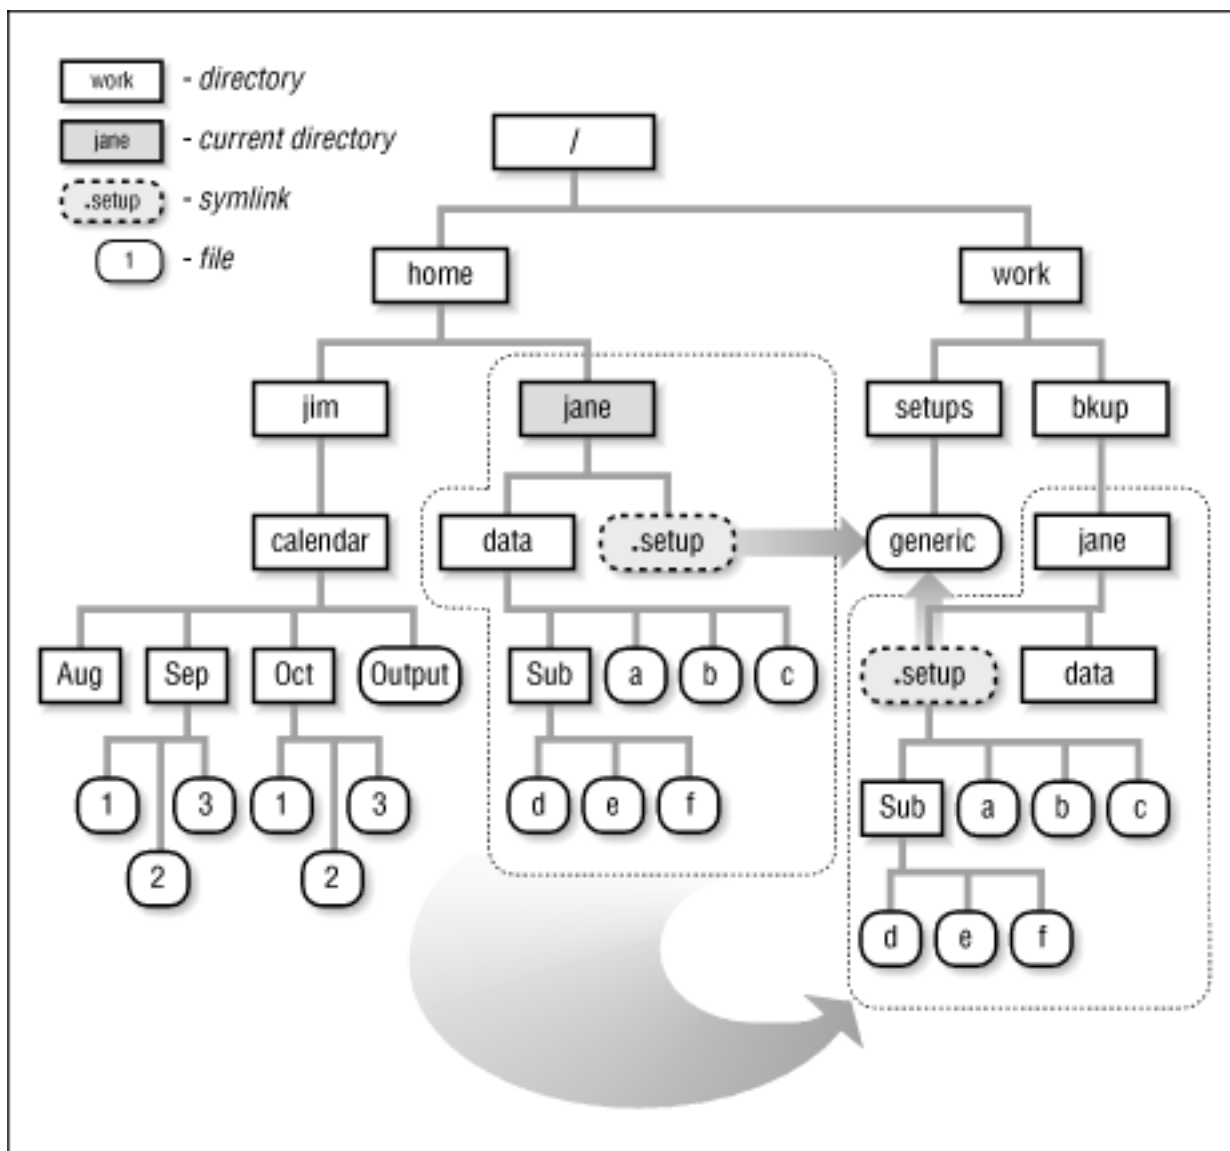 work - directory
jane - current directory
.setup - symlink
1 - file
/
home work
jim jane setups bkup
calendar data .setup generic jane
Aug Sep Oct Output Sub a b c .setup data
1 3 1 3 d e f Sub a b c
2 2
d e f